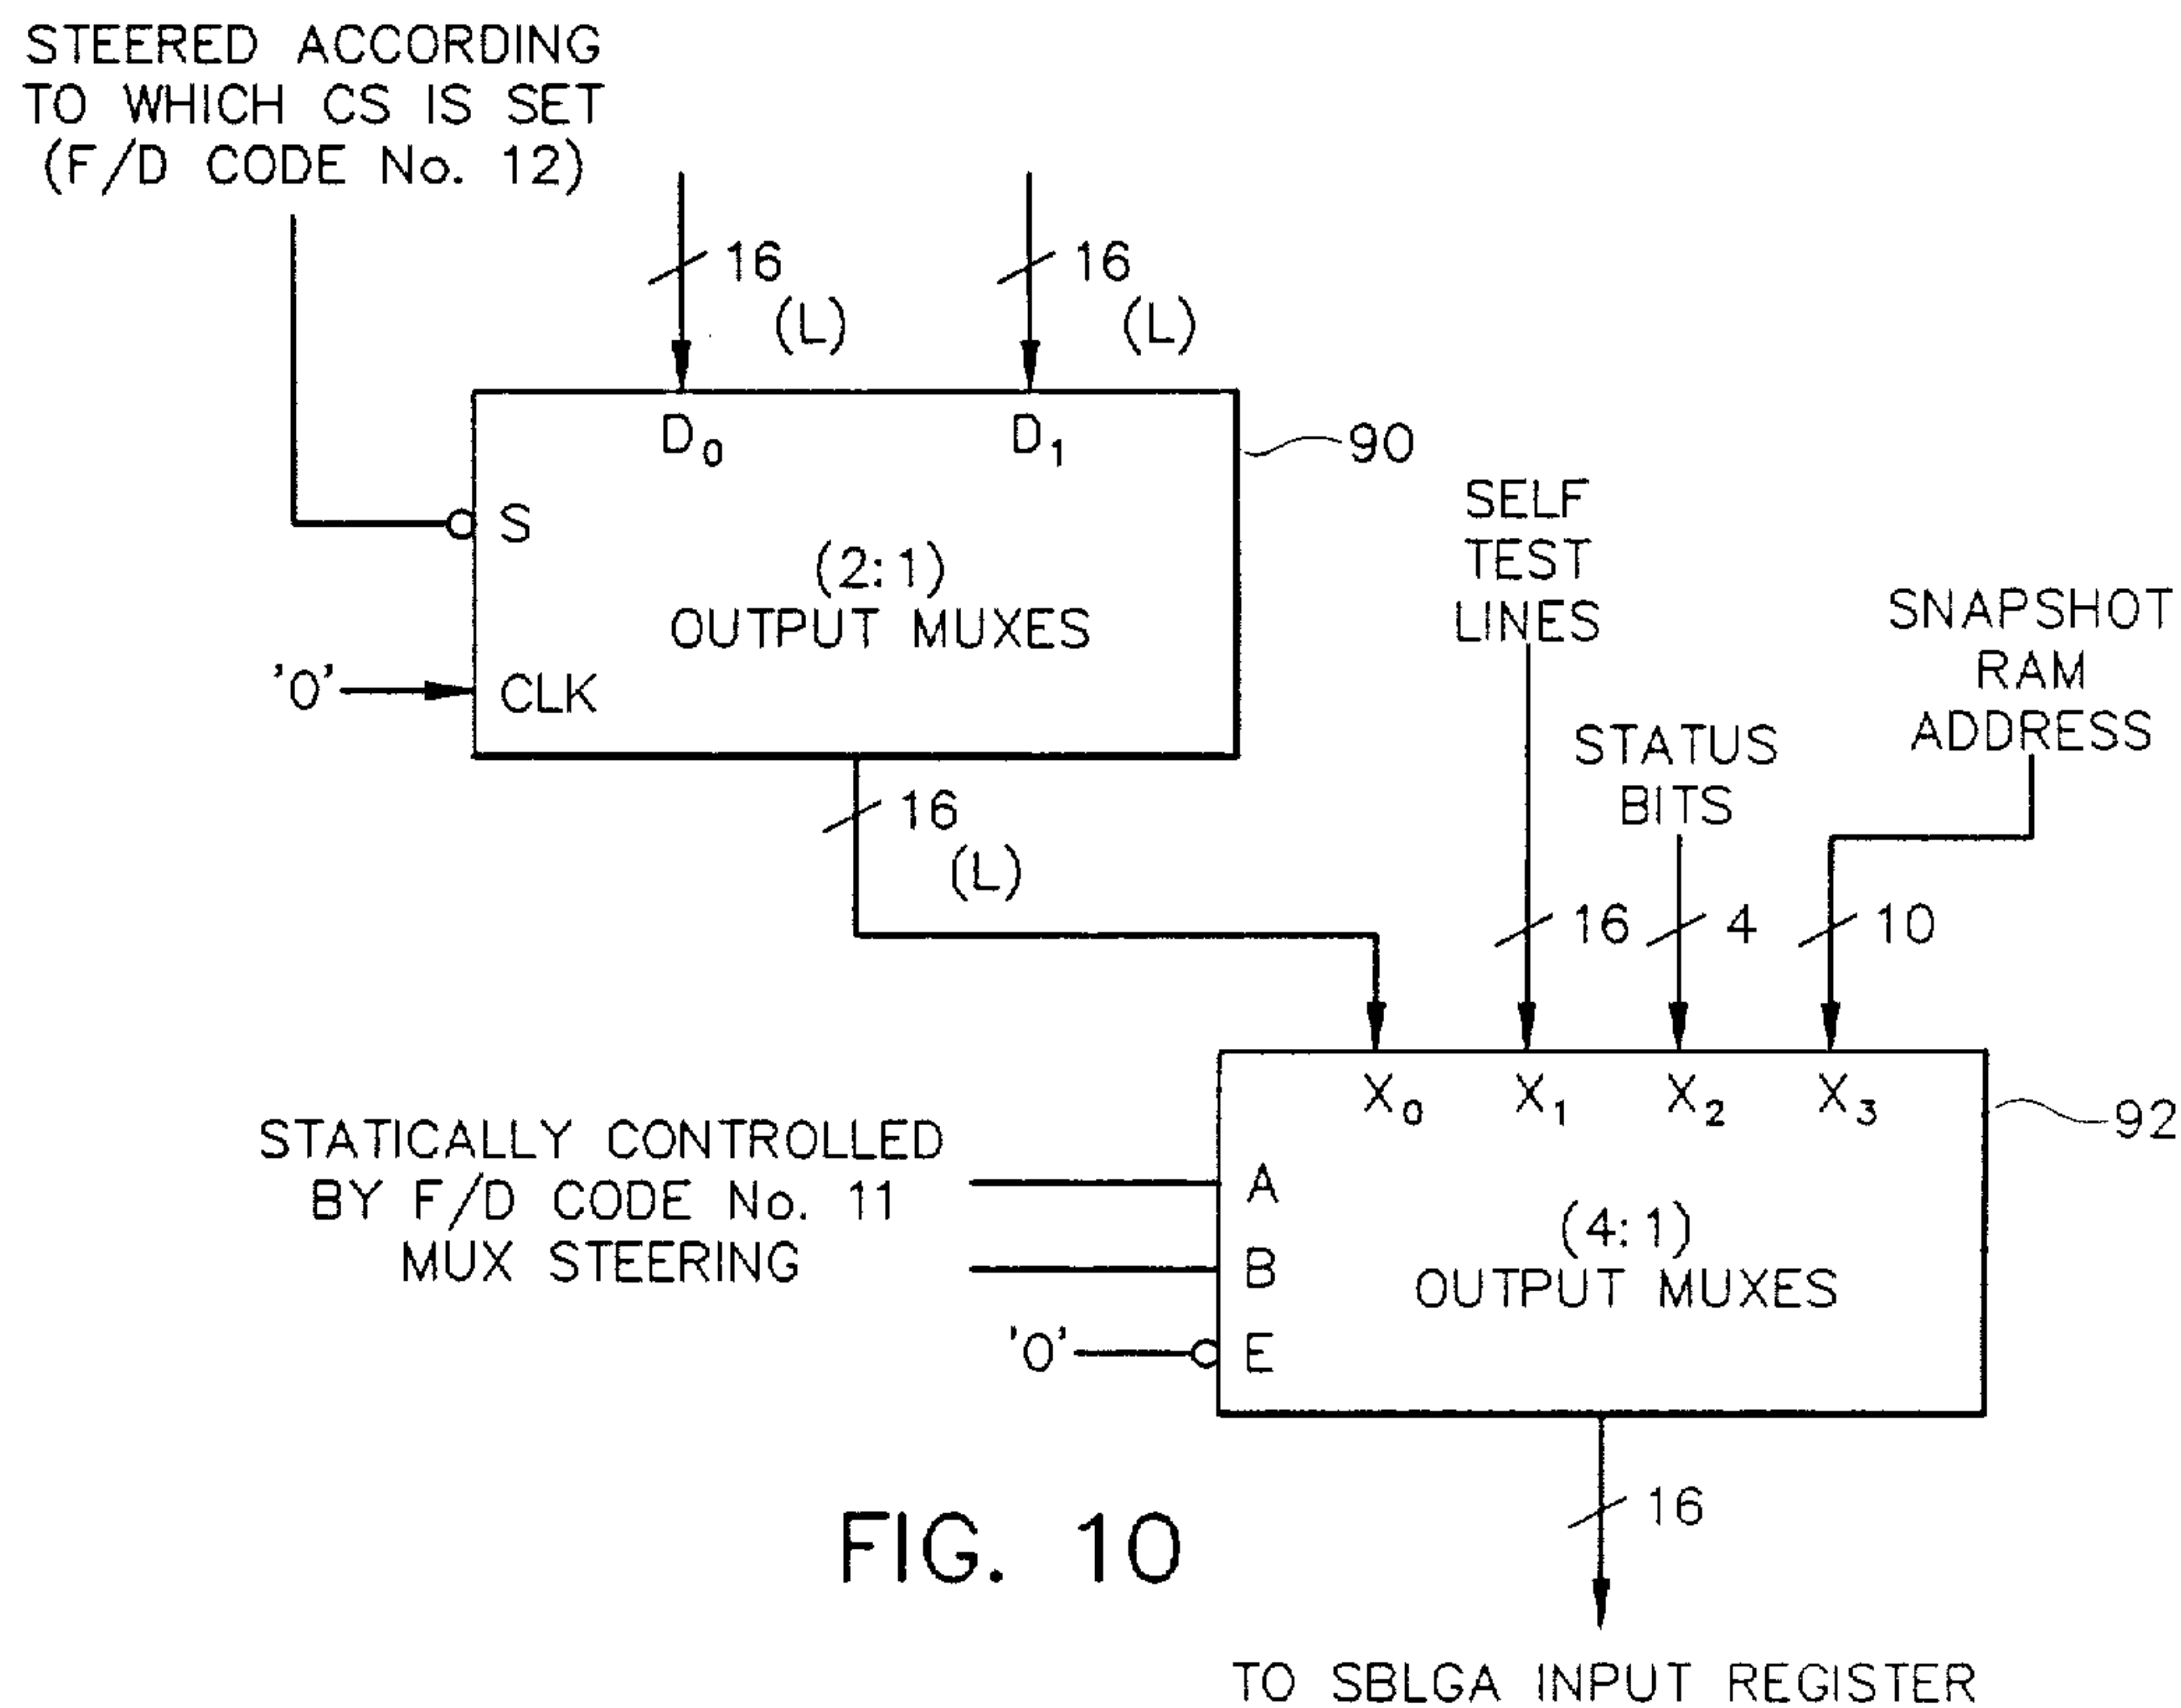 STEERED ACCORDING
TO WHICH CS IS SET
(F/D CODE No. 12)
16
(L)
16
(L)
D0
D1
90
S
(2:1)
OUTPUT MUXES
'0'
CLK
16
(L)
SELF
TEST
LINES
STATUS
BITS
SNAPSHOT
RAM
ADDRESS
16
4
10
X0
X1
X2
X3
92
STATICALLY CONTROLLED
BY F/D CODE No. 11
MUX STEERING
A
B
'0'
E
(4:1)
OUTPUT MUXES
16
FIG. 10
TO SBLGA INPUT REGISTER